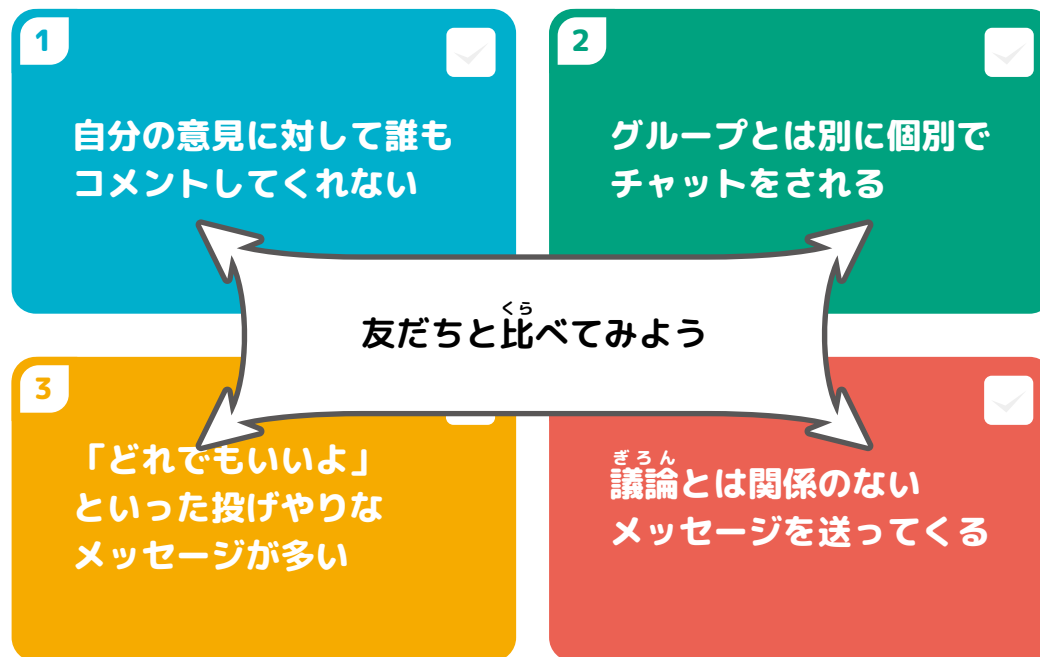 1
自分の意見に対して誰も
コメントしてくれない
2
グループとは別に個別で
チャットをされる
くら
友だちと比べてみよう
3
「どれでもいいよ」
といった投げやりな
メッセージが多い
ぎろん
議論とは関係のない
メッセージを送ってくる